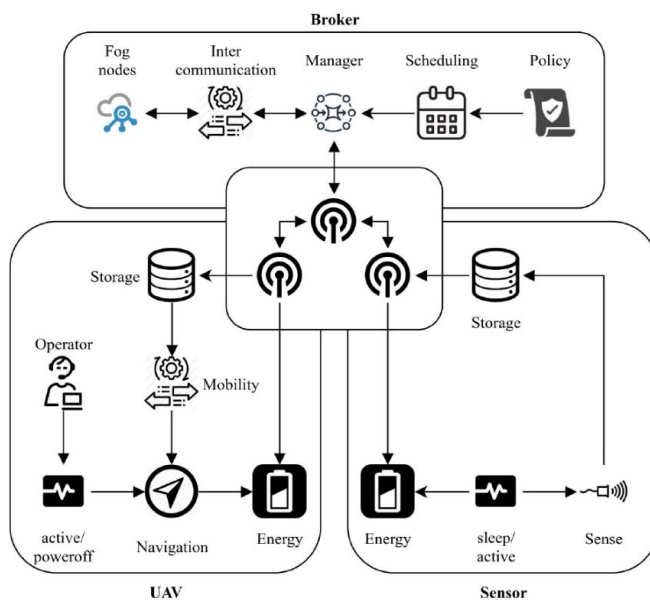 Broker
Fog
nodes
Inter
communication
Manager
Scheduling
Policy
Storage
Storage
Operator
Mobility
active/
poweroff
Navigation
Energy
Energy
sleep/
active
Sense
UAV
Sensor